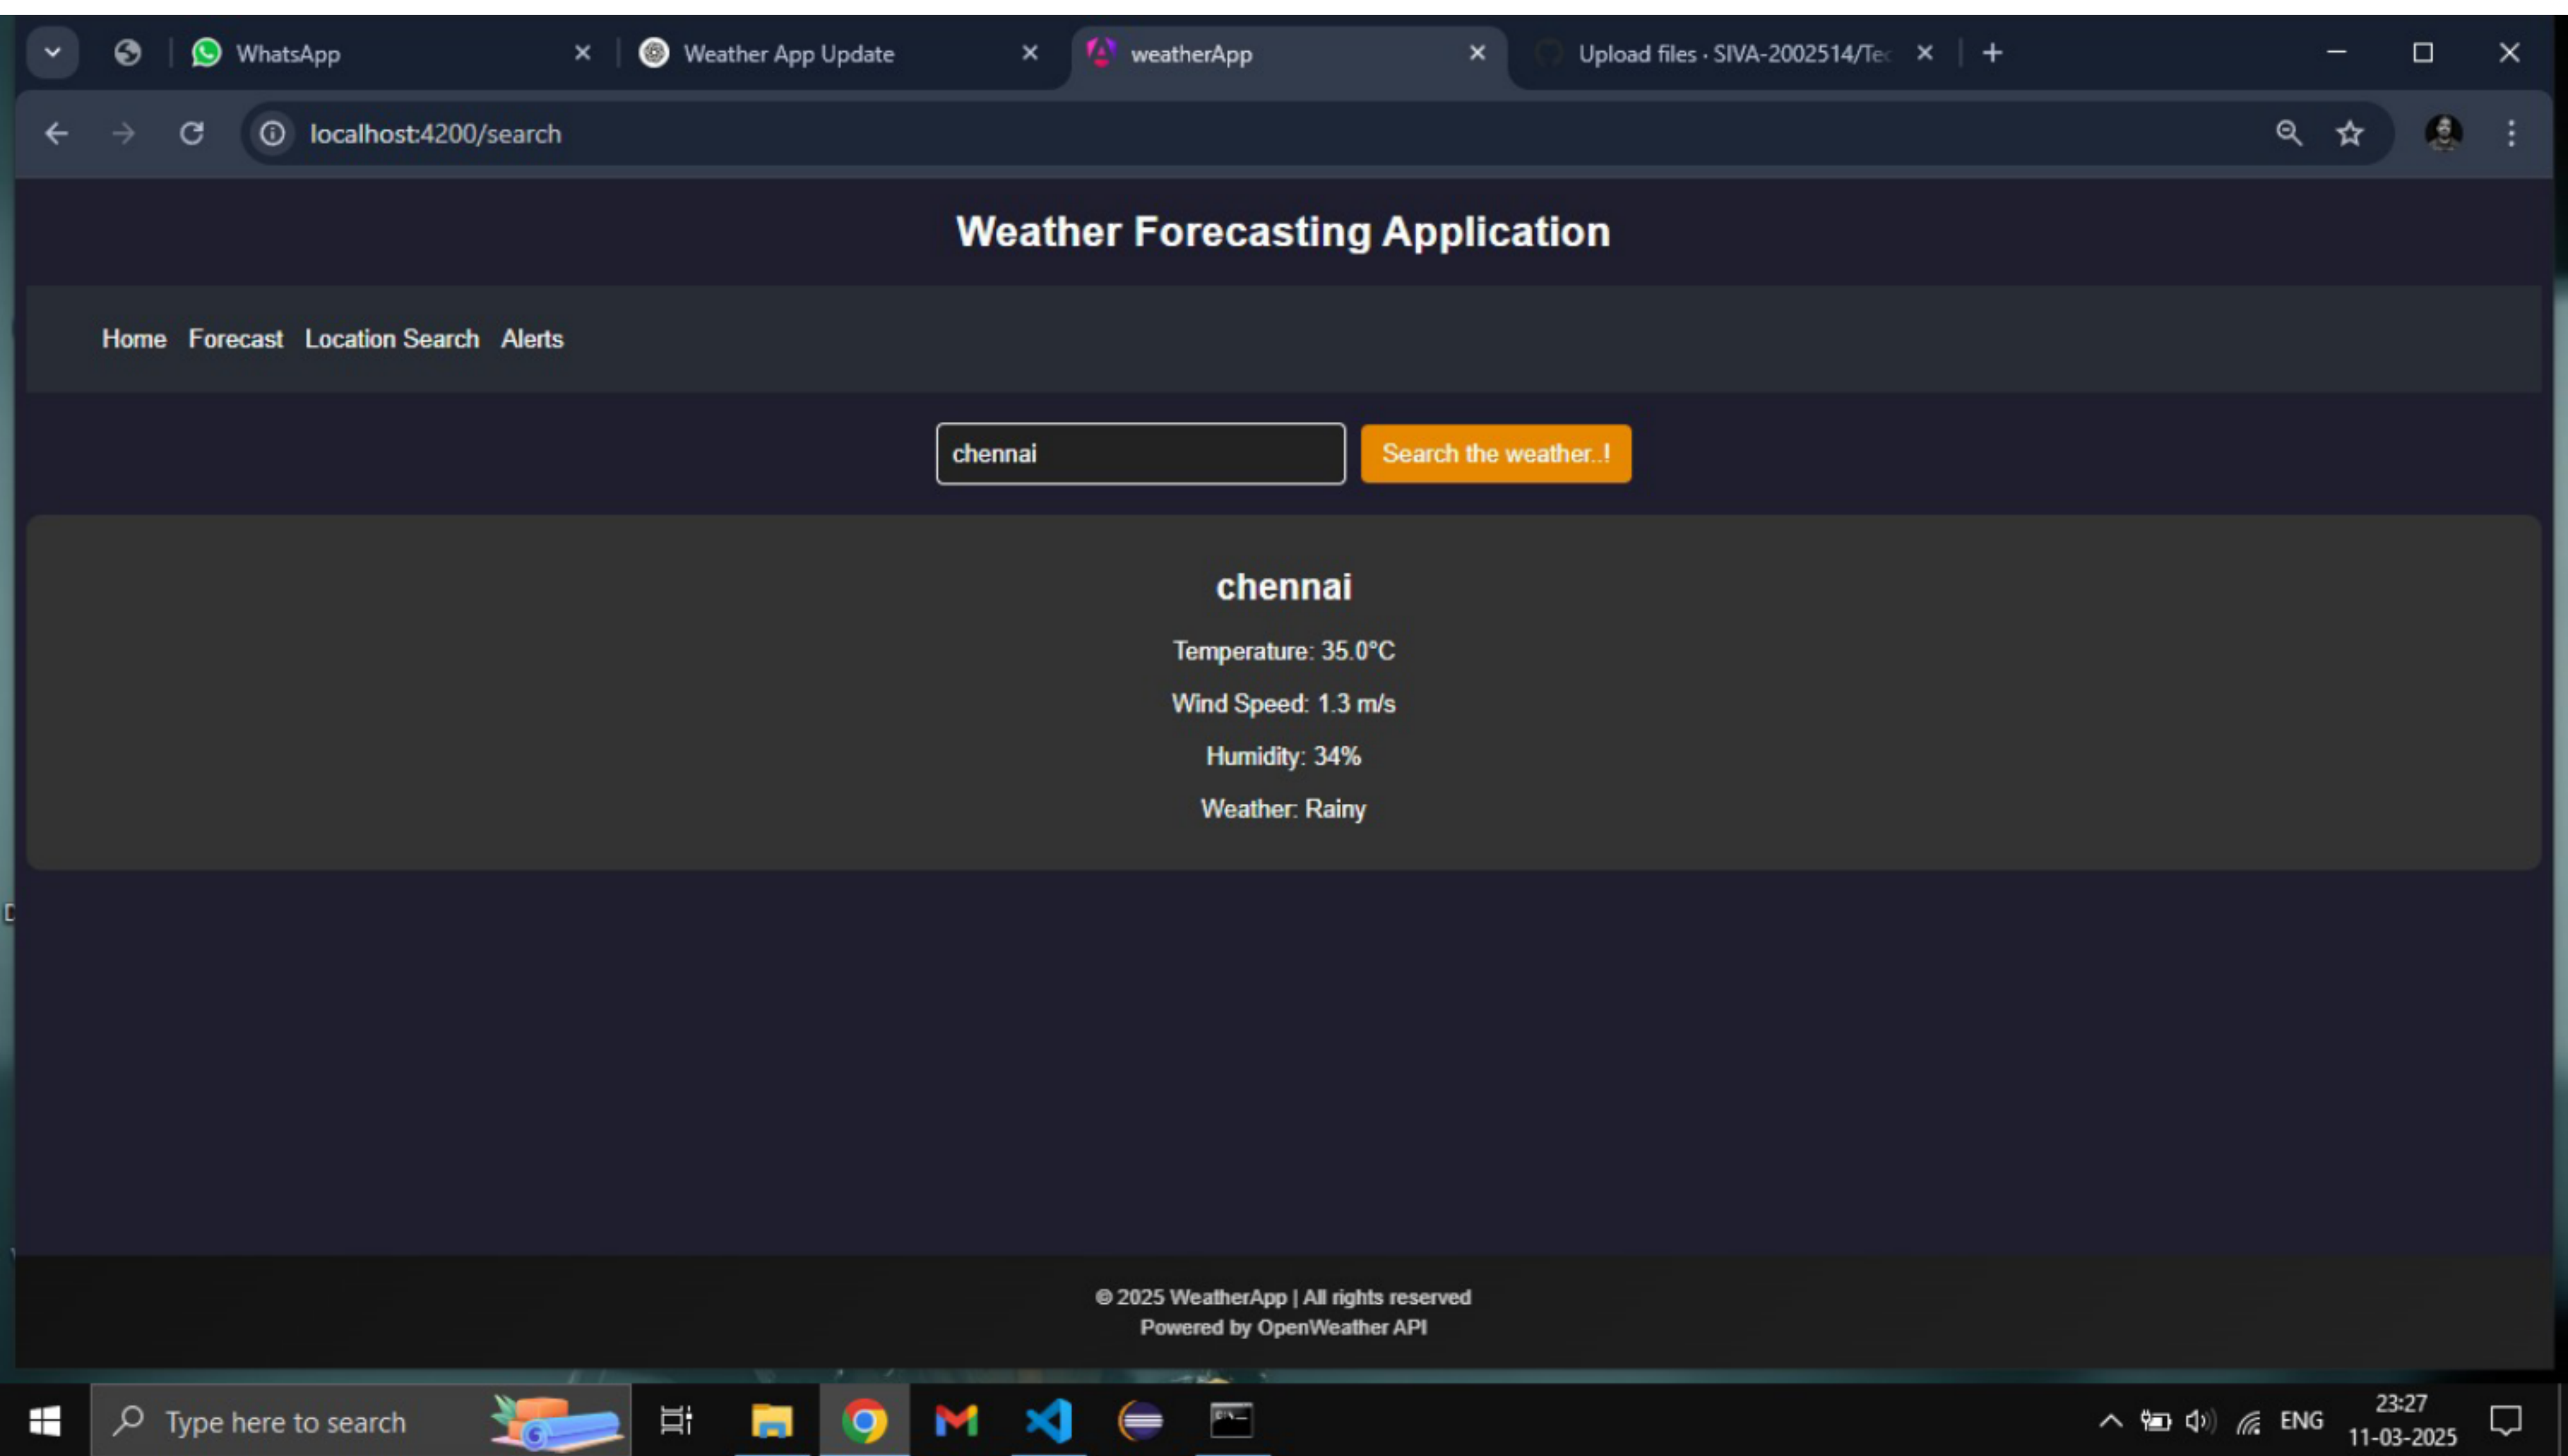 WhatsApp
Weather App Update
weatherApp
Upload files · SIVA-2002514/Tec
localhost:4200/search
Weather Forecasting Application
Home Forecast Location Search Alerts
chennai
Search the weather..!
chennai
Temperature: 35.0°C
Wind Speed: 1.3 m/s
Humidity: 34%
Weather: Rainy
© 2025 WeatherApp | All rights reserved
Powered by OpenWeather API
Type here to search
ENG
23:27
11-03-2025